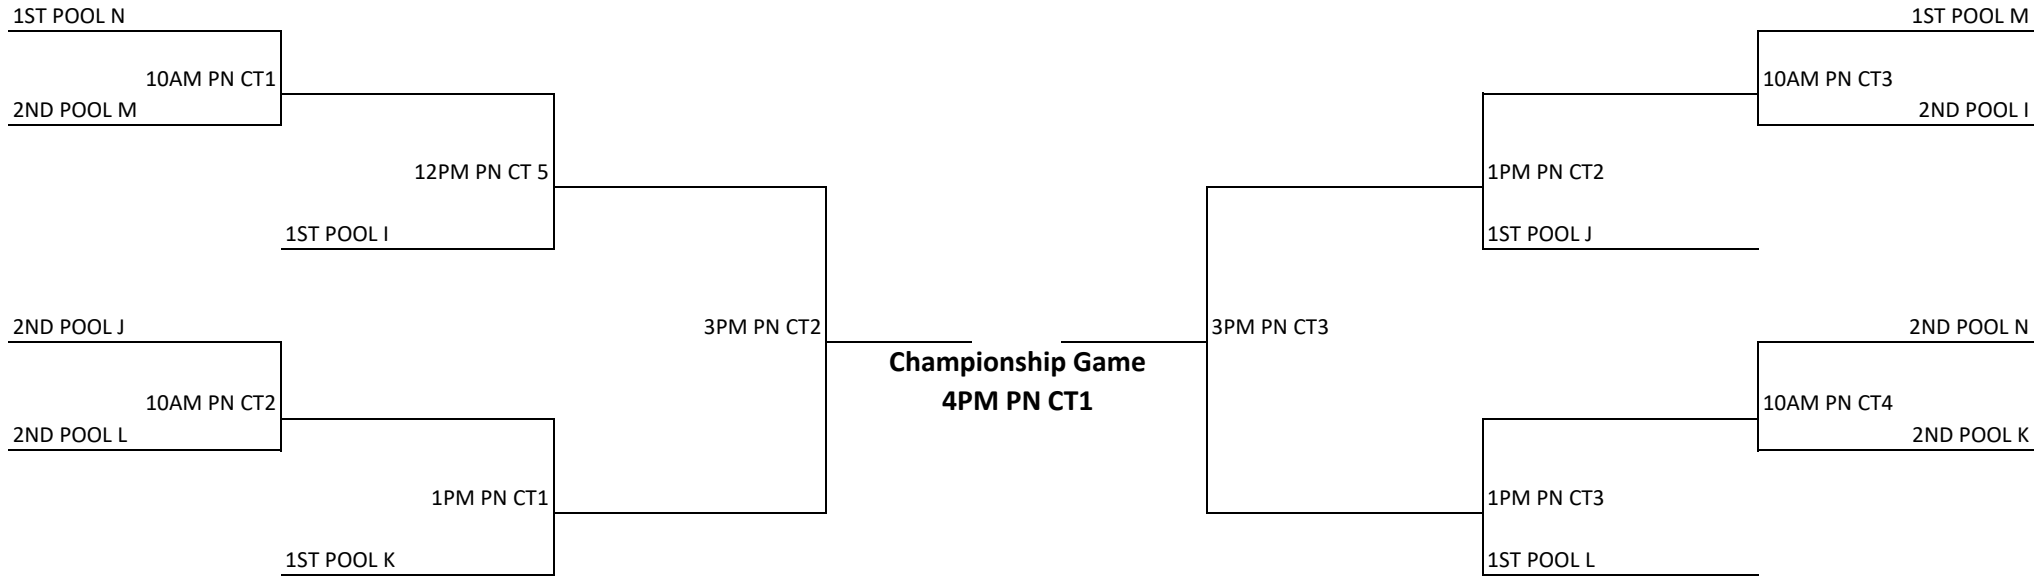 1ST POOL N
10AM PN CT1
2ND POOL M
12PM PN CT 5
1ST POOL I
2ND POOL J
3PM PN CT2
10AM PN CT2
2ND POOL L
1PM PN CT1
1ST POOL K
Championship Game
4PM PN CT1
1ST POOL M
10AM PN CT3
2ND POOL I
1PM PN CT2
1ST POOL J
3PM PN CT3
2ND POOL N
10AM PN CT4
2ND POOL K
1PM PN CT3
1ST POOL L